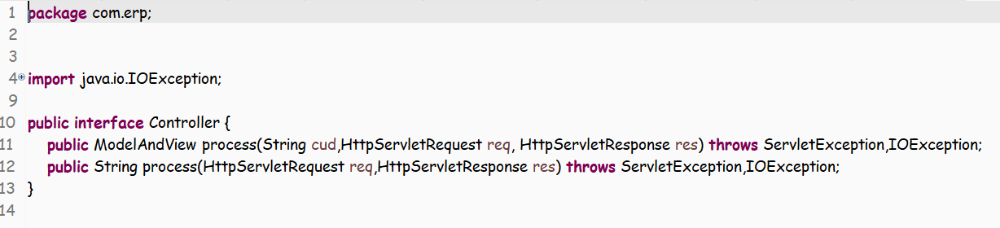 1 package com.erp;
2
3
4 import java.io.IOException;
9
10 public interface Controller {
11 public ModelAndView process(String cud,HttpServletRequest req, HttpServletResponse res) throws ServletException,IOException;
12 public String process(HttpServletRequest req,HttpServletResponse res) throws ServletException,IOException;
13 }
14